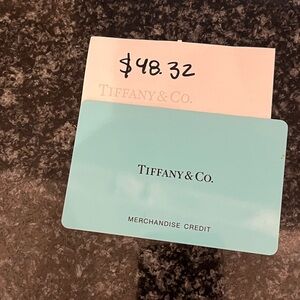 $48.32
TIFFANY & CO.
TIFFANY & CO.
MERCHANDISE CREDIT